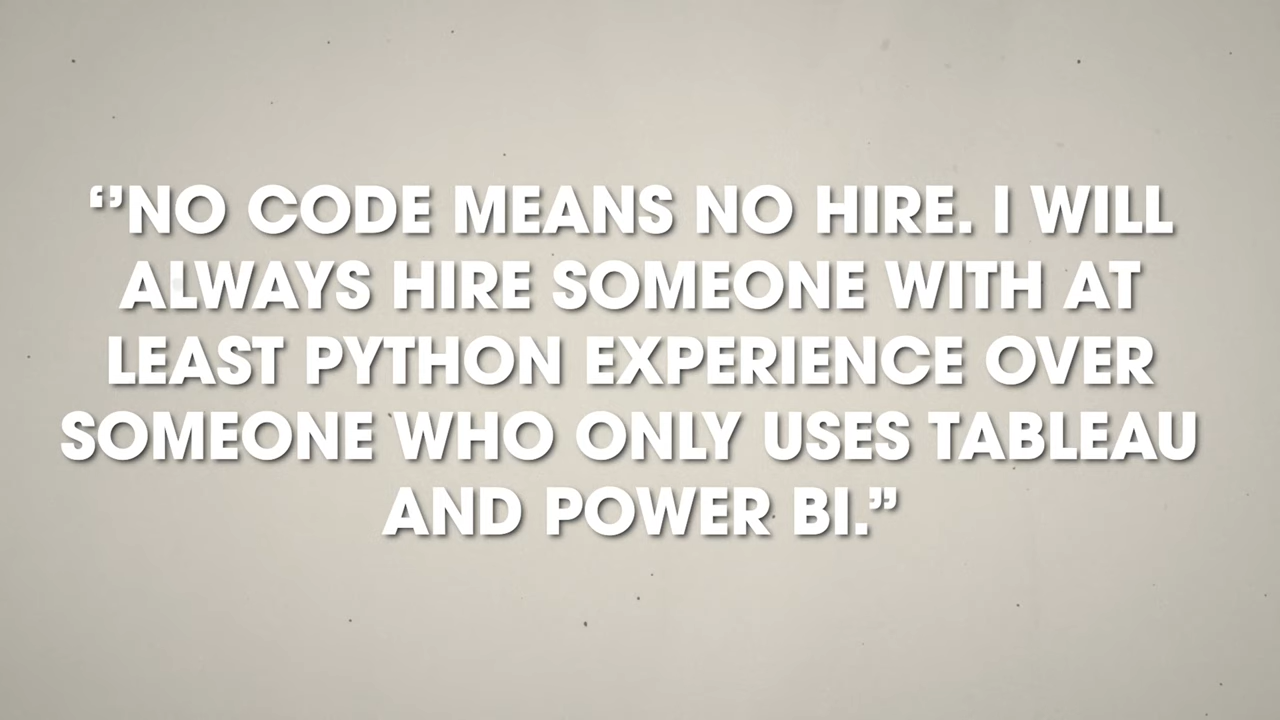 ‘’NO CODE MEANS NO HIRE. I WILL
ALWAYS HIRE SOMEONE WITH AT
LEAST PYTHON EXPERIENCE OVER
SOMEONE WHO ONLY USES TABLEAU
AND POWER BI.”